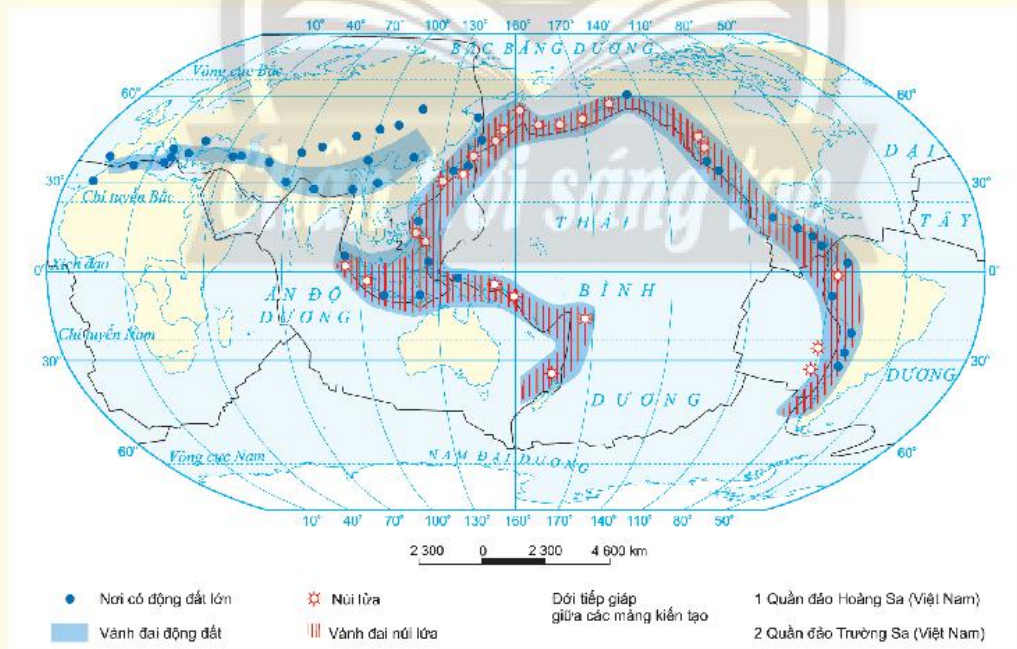 10° 40° 70° 100° 130° 160° 170° 140° 110° 80° 50°
BẮC BĂNG DƯƠNG
Vòng cực Bắc
60° 60°
ĐẠI
30° 30°
Chí tuyến Bắc
Chân trời sáng tạo
THÁI TÂY
2
Xích đạo
0° 0°
ẤN ĐỘ BÌNH
DƯƠNG
Chí tuyến Nam
30° 30°
DƯƠNG DƯƠNG
Vòng cực Nam
60° 60°
NAM ĐẠI DƯƠNG
10° 40° 70° 100° 130° 160° 170° 140° 110° 80° 50°
2 300 0 2 300 4 600 km
Nơi có động đất lớn Núi lửa Đới tiếp giáp giữa các mảng kiến tạo 1 Quần đảo Hoàng Sa (Việt Nam)
Vành đai động đất Vành đai núi lửa 2 Quần đảo Trường Sa (Việt Nam)